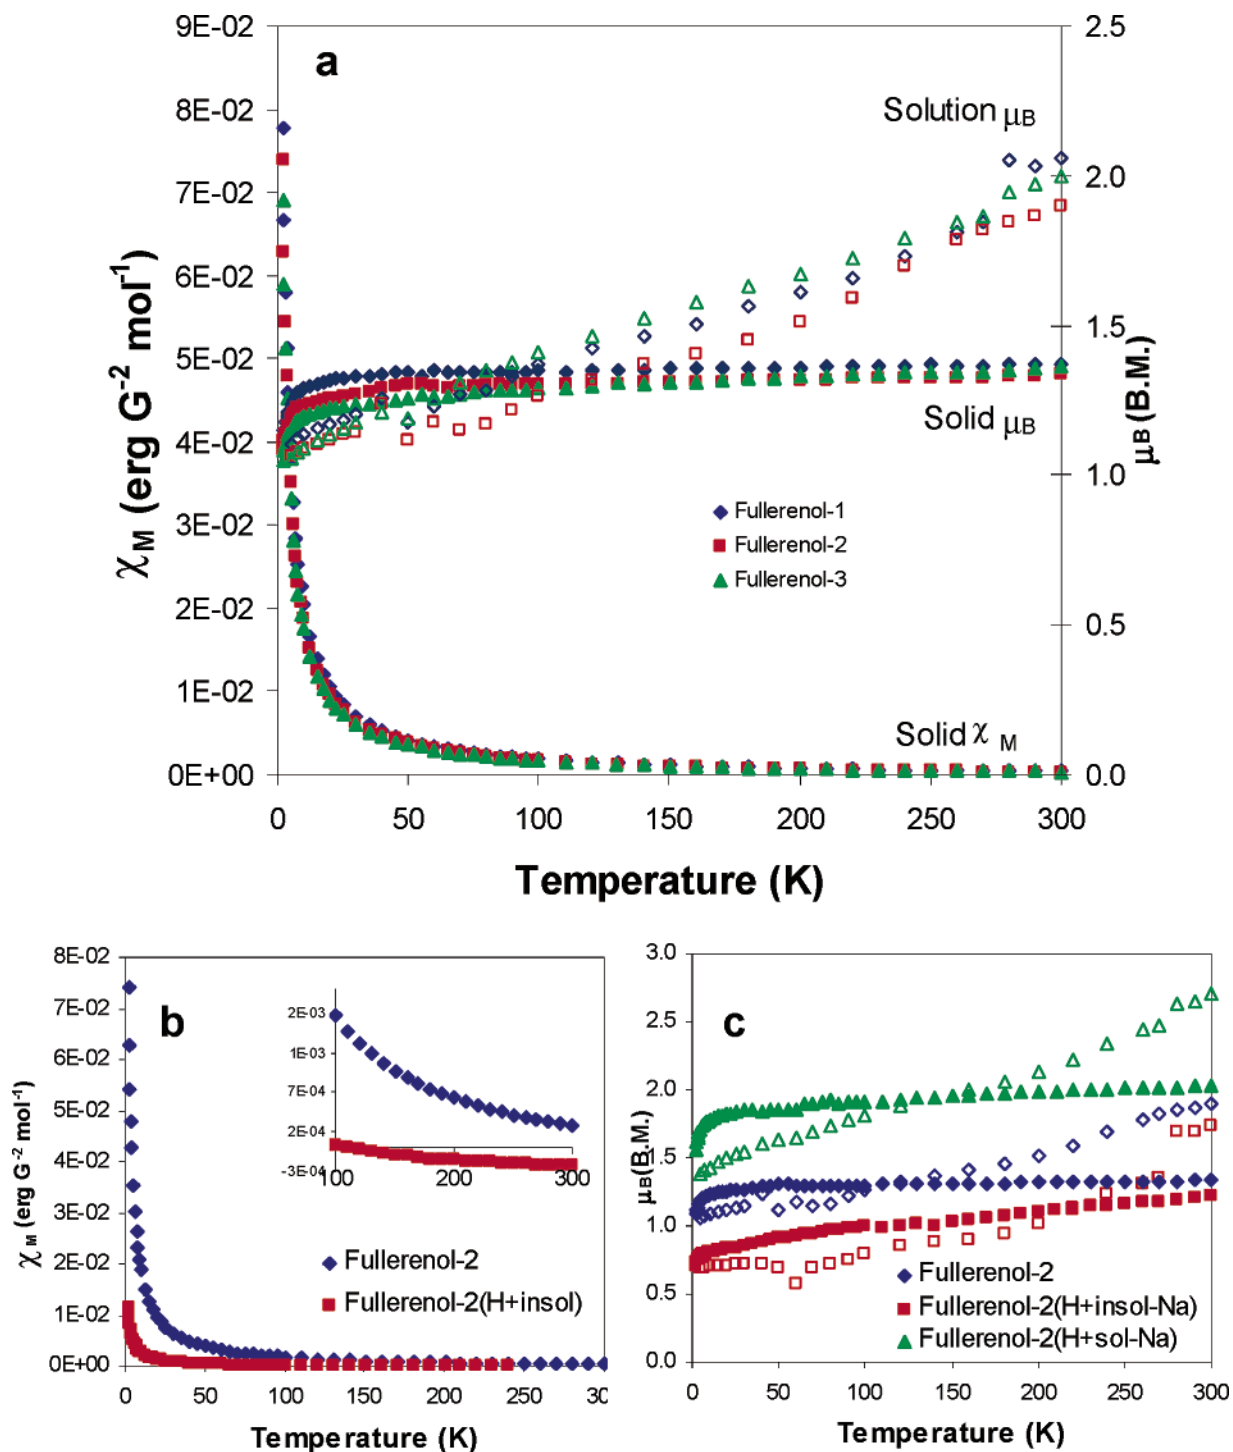 a
9E-02
8E-02
7E-02
6E-02
5E-02
4E-02
3E-02
2E-02
1E-02
0E+00
χM (erg G-2 mol-1)
2.5
2.0
1.5
1.0
0.5
0.0
μB (B.M.)
Solution μB
Solid μB
Fullerenol-1
Fullerenol-2
Fullerenol-3
Solid χ M
0 50 100 150 200 250 300
Temperature (K)
b
8E-02
7E-02
6E-02
5E-02
4E-02
3E-02
2E-02
1E-02
0E+00
χM (erg G-2 mol-1)
2E-03
1E-03
7E-04
2E-04
-3E-04
100 200 300
Fullerenol-2
Fullerenol-2(H+insol)
0 50 100 150 200 250 300
Temperature (K)
c
3.0
2.5
2.0
1.5
1.0
0.5
0.0
μB(B.M.)
Fullerenol-2
Fullerenol-2(H+insol-Na)
Fullerenol-2(H+sol-Na)
0 50 100 150 200 250 300
Temperature (K)